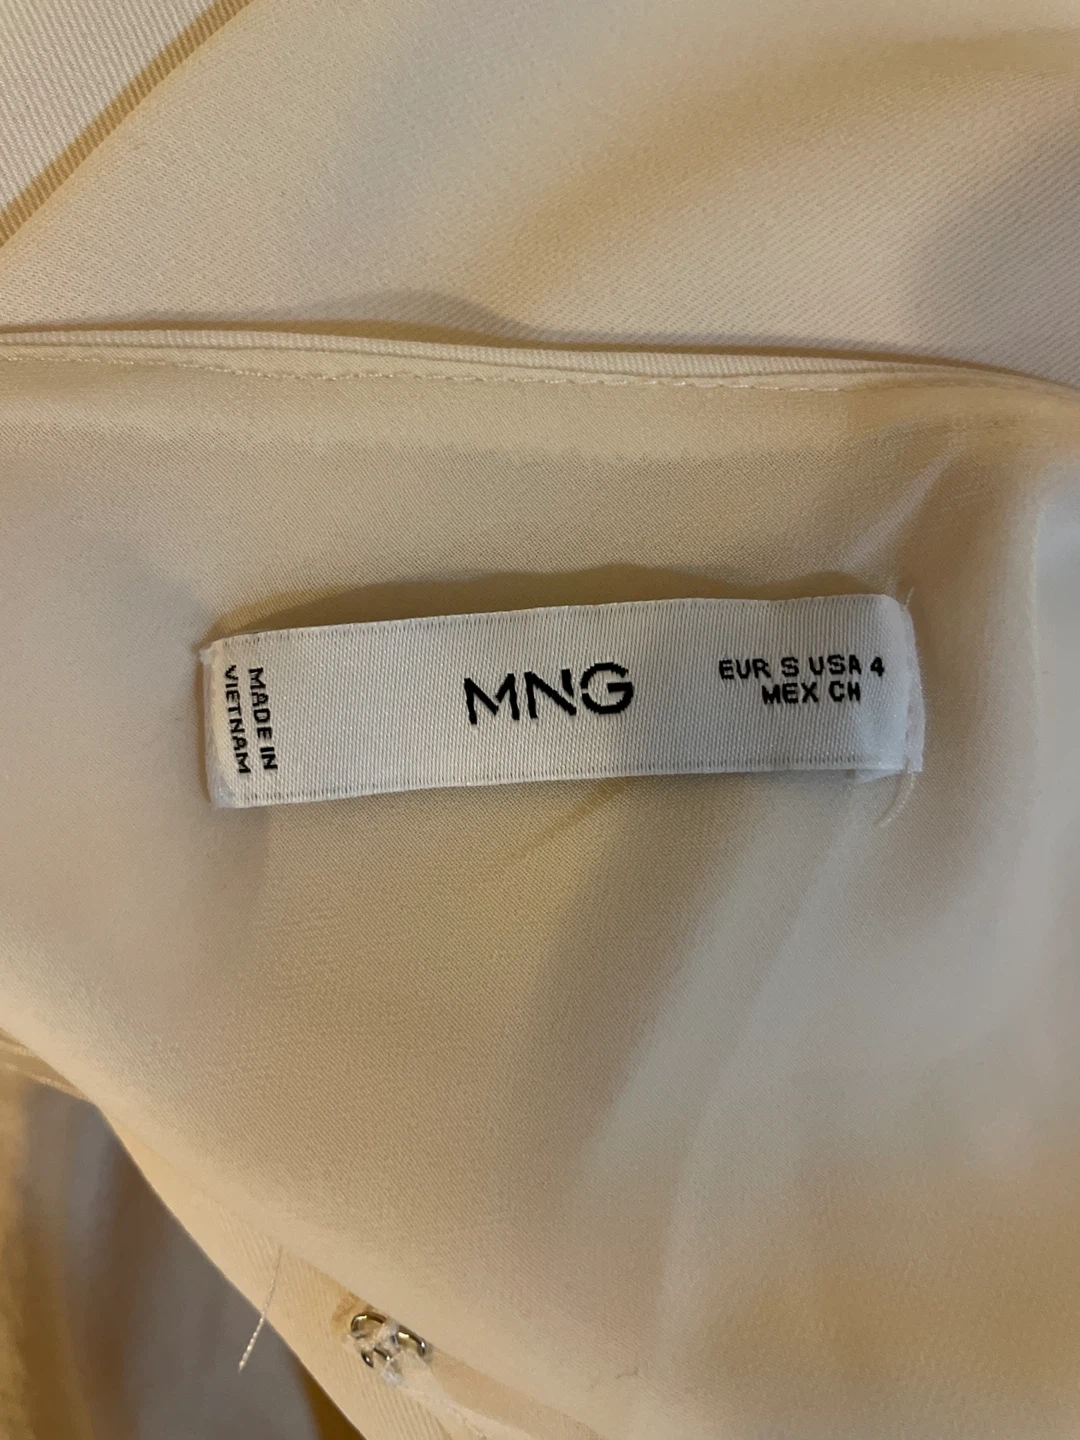 MADE IN
VIETNAM
MNG
EUR S USA 4
MEX CH